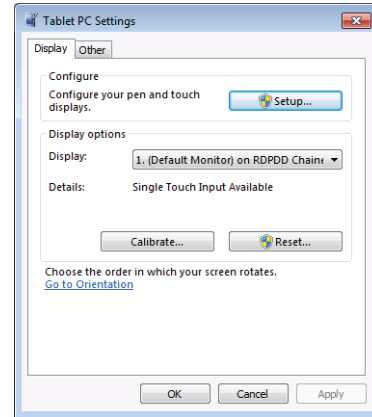 Tablet PC Settings
Display Other
Configure
Configure your pen and touch
displays.
Setup...
Display options
Display: 1. (Default Monitor) on RDPDD Chaine
Details: Single Touch Input Available
Calibrate... Reset...
Choose the order in which your screen rotates.
Go to Orientation
OK Cancel Apply